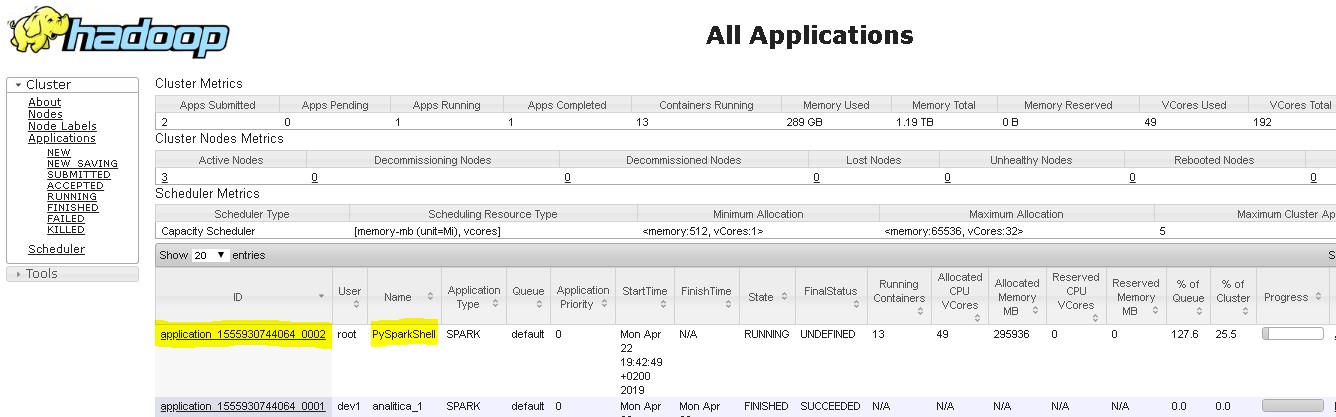 hadoop
All Applications
Cluster
About
Nodes
Node Labels
Applications
NEW
NEW_SAVING
SUBMITTED
ACCEPTED
RUNNING
FINISHED
FAILED
KILLED
Scheduler
Tools
Cluster Metrics
Apps Submitted Apps Pending Apps Running Apps Completed Containers Running Memory Used Memory Total Memory Reserved VCores Used VCores Total
2 0 1 1 13 289 GB 1.19 TB 0 B 49 192
Cluster Nodes Metrics
Active Nodes Decommissioning Nodes Decommissioned Nodes Lost Nodes Unhealthy Nodes Rebooted Nodes
3 0 0 0 0 0 0
Scheduler Metrics
Scheduler Type Scheduling Resource Type Minimum Allocation Maximum Allocation Maximum Cluster Ap
Capacity Scheduler [memory-mb (unit=Mi), vcores] <memory:512, vCores:1> <memory:65536, vCores:32> 5
Show 20 entries S
ID User Name Application Type Queue Application Priority StartTime FinishTime State FinalStatus Running Containers Allocated CPU VCores Allocated Memory MB Reserved CPU VCores Reserved Memory MB % of Queue % of Cluster Progress
application_1555930744064_0002 root PySparkShell SPARK default 0 Mon Apr 22 19:42:49 +0200 2019 N/A RUNNING UNDEFINED 13 49 295936 0 0 127.6 25.5
application_1555930744064_0001 dev1 analitica_1 SPARK default 0 Mon Apr Mon Apr FINISHED SUCCEEDED N/A N/A N/A N/A N/A 0.0 0.0